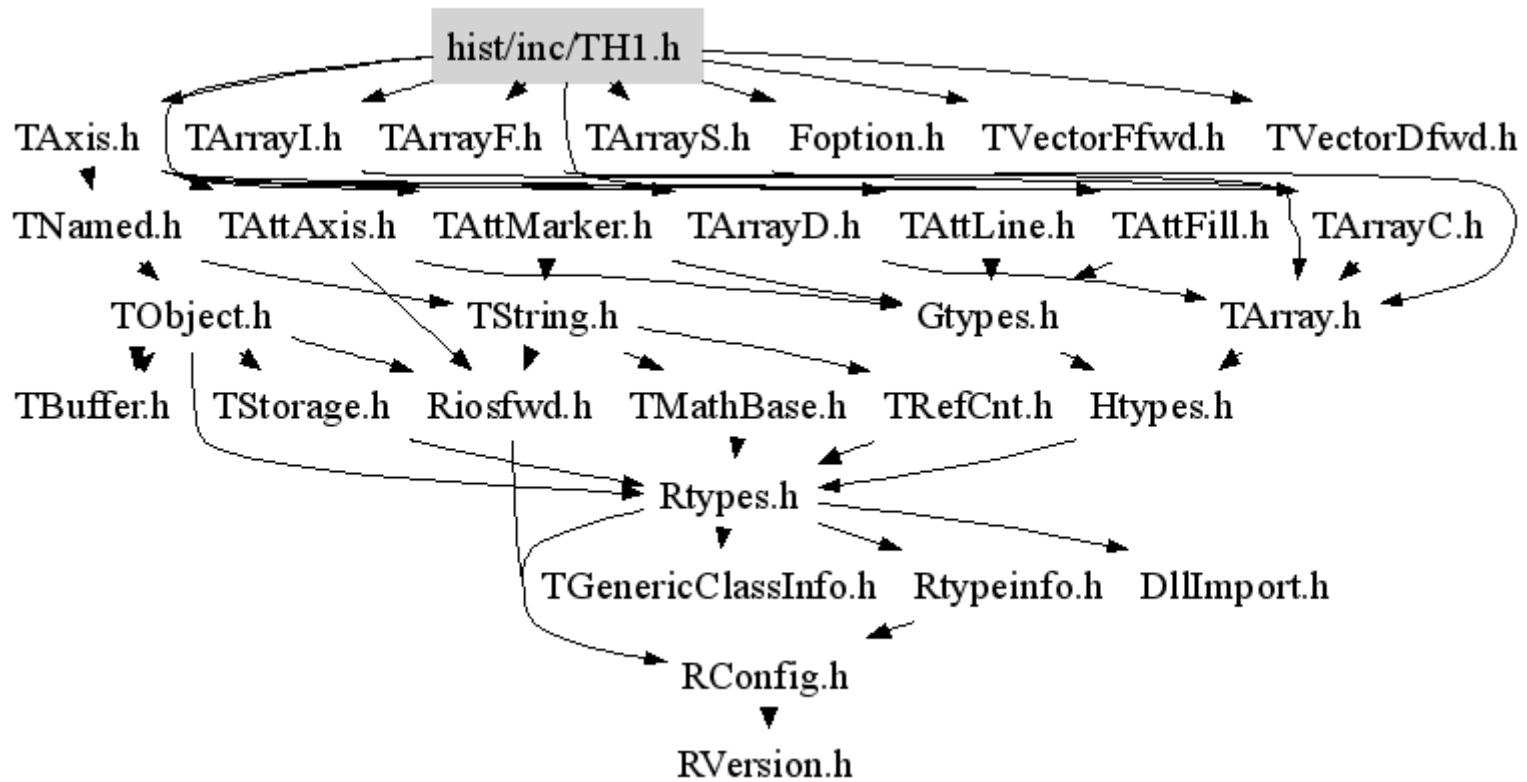 hist/inc/TH1.h
TAxis.h TArrayI.h TArrayF.h TArrayS.h Foption.h TVectorFfwd.h TVectorDfwd.h
TNamed.h TAttAxis.h TAttMarker.h TArrayD.h TAttLine.h TAttFill.h TArrayC.h
TObject.h TString.h Gtypes.h TArray.h
TBuffer.h TStorage.h Riosfwd.h TMathBase.h TRefCnt.h Htypes.h
Rtypes.h
TGenericClassInfo.h Rtypeinfo.h DllImport.h
RConfig.h
RVersion.h